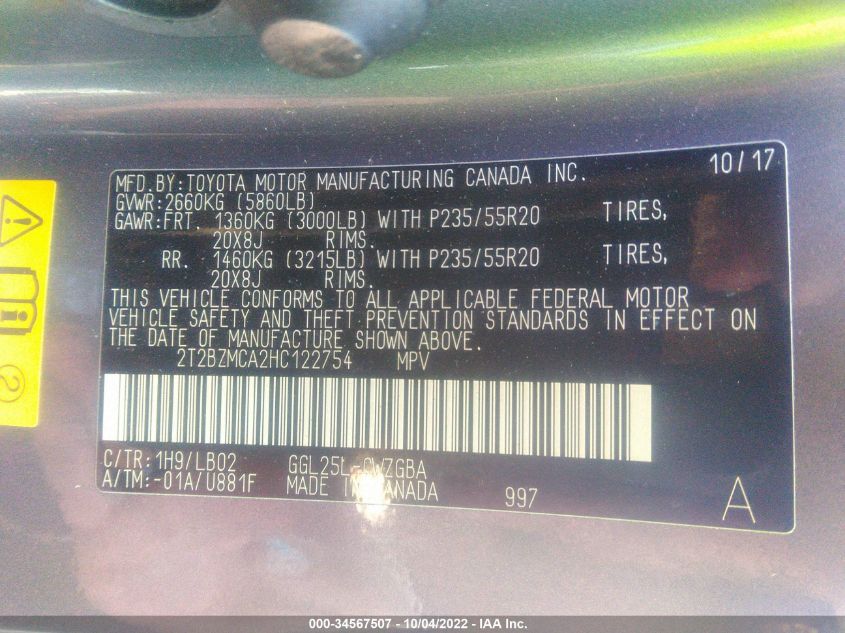 10/17
MFD.BY:TOYOTA MOTOR MANUFACTURING CANADA INC.
GVWR:2660KG (5860LB)
GAWR:FRT. 1360KG (3000LB) WITH P235/55R20 TIRES,
20X8J RIMS.
RR. 1460KG (3215LB) WITH P235/55R20 TIRES,
20X8J RIMS.
THIS VEHICLE CONFORMS TO ALL APPLICABLE FEDERAL MOTOR
VEHICLE SAFETY AND THEFT PREVENTION STANDARDS IN EFFECT ON
THE DATE OF MANUFACTURE SHOWN ABOVE.
2T2BZMCA2HC122754 MPV
C/TR:1H9/LB02
A/TM:-01A/U881F MADE IN CANADA 997 A
2
000-34567507 - 10/04/2022 - IAA Inc.